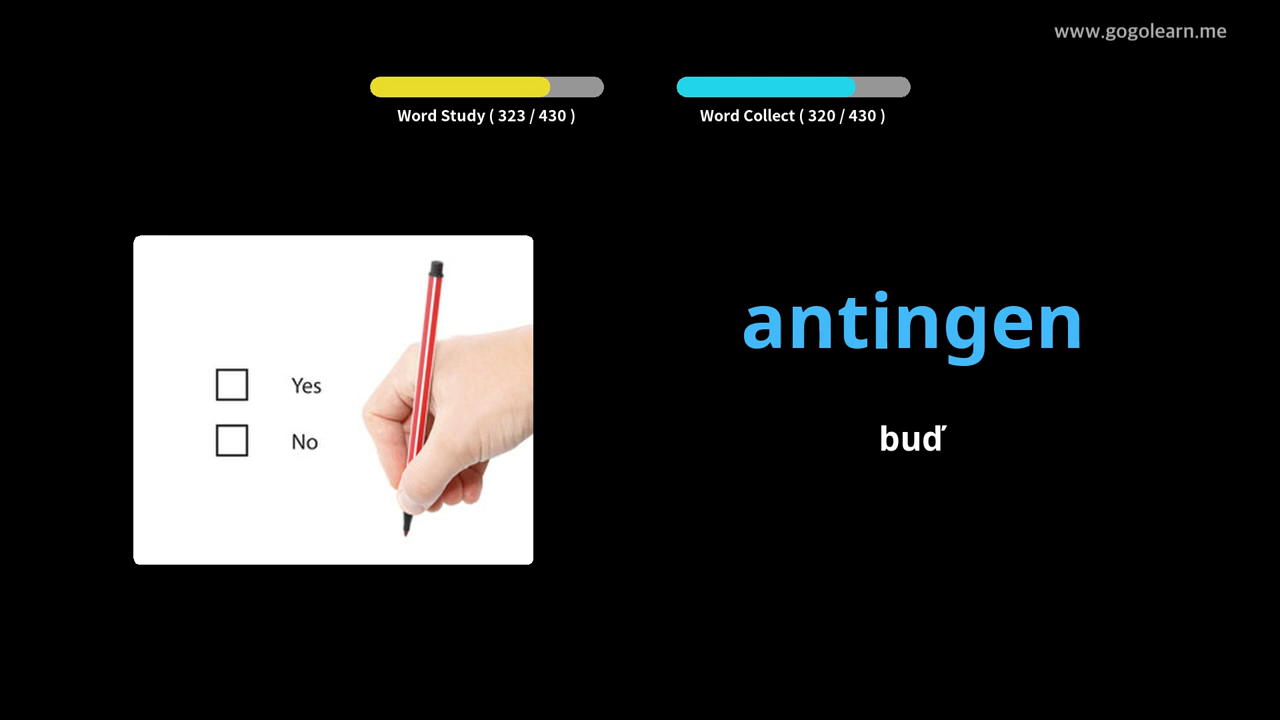 www.gogolearn.me
Word Study ( 323 / 430 )
Word Collect ( 320 / 430 )
Yes
No
antingen
buď